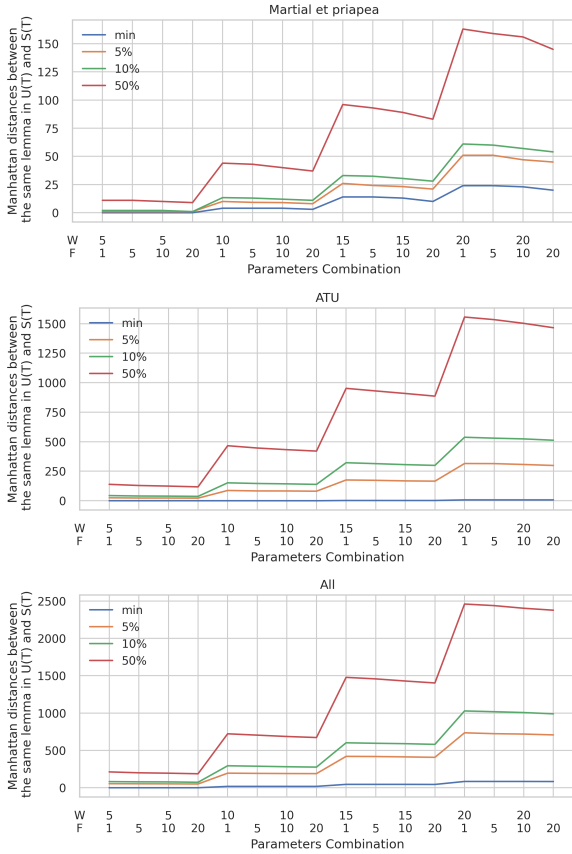 Martial et priapea
Manhattan distances between
the same lemma in U(T) and S(T)
150
125
100
75
50
25
0
min
5%
10%
50%
W 5 5 10 10 15 15 20 20
F 1 5 10 20 1 5 10 20 1 5 10 20 1 5 10 20
Parameters Combination
ATU
Manhattan distances between
the same lemma in U(T) and S(T)
1500
1250
1000
750
500
250
0
min
5%
10%
50%
W 5 5 10 10 15 15 20 20
F 1 5 10 20 1 5 10 20 1 5 10 20 1 5 10 20
Parameters Combination
All
Manhattan distances between
the same lemma in U(T) and S(T)
2500
2000
1500
1000
500
0
min
5%
10%
50%
W 5 5 10 10 15 15 20 20
F 1 5 10 20 1 5 10 20 1 5 10 20 1 5 10 20
Parameters Combination